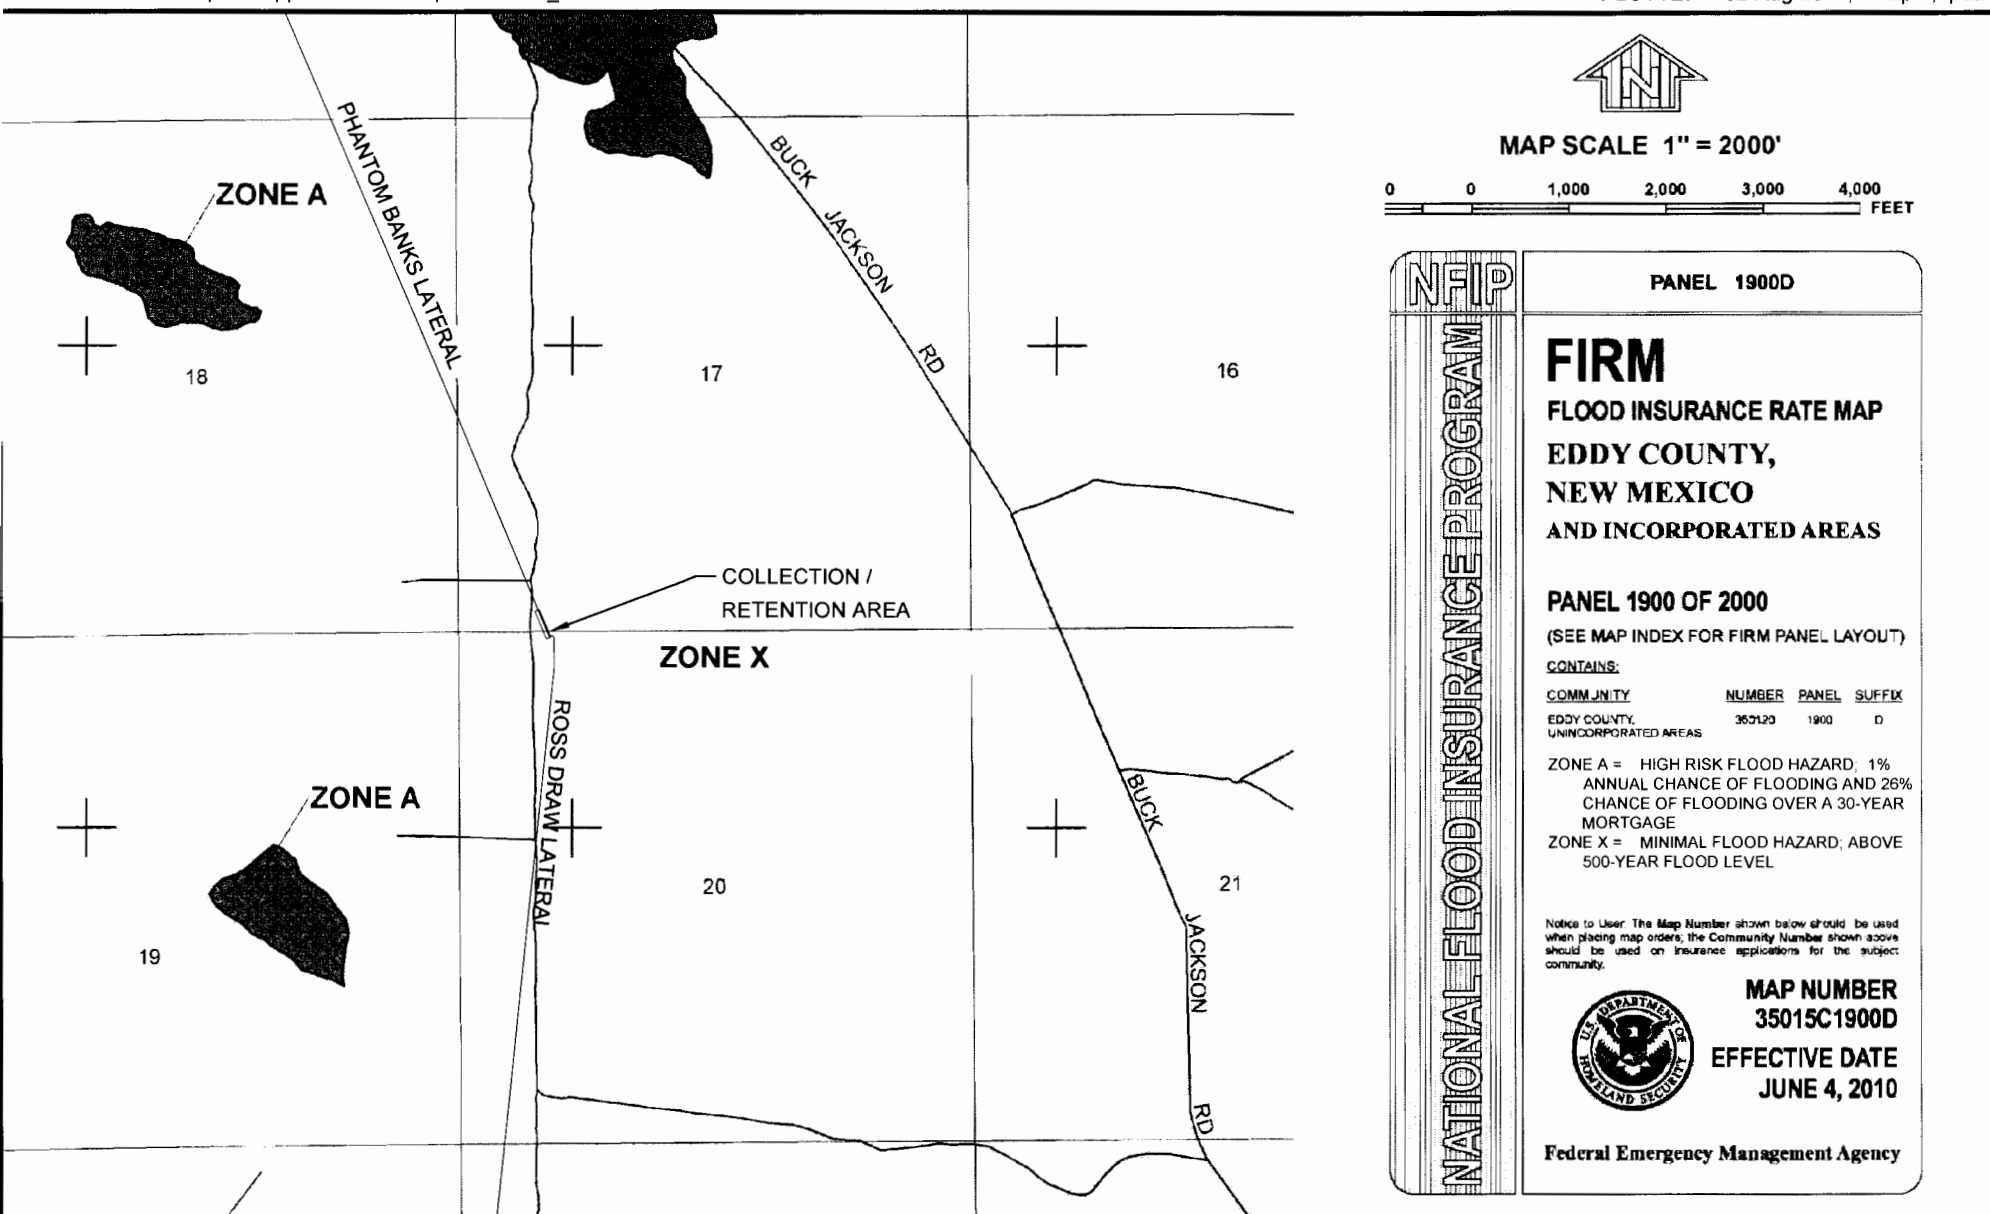 PHANTOM BANKS LATERAL
BUCK
JACKSON
RD
ZONE A
18
17
16
COLLECTION /
RETENTION AREA
ZONE X
ROSS DRAW LATERAL
ZONE A
BUCK
JACKSON
RD
19
20
21
N
MAP SCALE 1" = 2000'
0 0 1,000 2,000 3,000 4,000
FEET
NFIP
NATIONAL FLOOD INSURANCE PROGRAM
PANEL 1900D
FIRM
FLOOD INSURANCE RATE MAP
EDDY COUNTY,
NEW MEXICO
AND INCORPORATED AREAS
PANEL 1900 OF 2000
(SEE MAP INDEX FOR FIRM PANEL LAYOUT)
CONTAINS:
COMMUNITY NUMBER PANEL SUFFIX
EDDY COUNTY, 350120 1900 D
UNINCORPORATED AREAS
ZONE A = HIGH RISK FLOOD HAZARD; 1%
ANNUAL CHANCE OF FLOODING AND 26%
CHANCE OF FLOODING OVER A 30-YEAR
MORTGAGE
ZONE X = MINIMAL FLOOD HAZARD; ABOVE
500-YEAR FLOOD LEVEL
Notice to User: The Map Number shown below should be used
when placing map orders; the Community Number shown above
should be used on insurance applications for the subject
community.
MAP NUMBER
35015C1900D
EFFECTIVE DATE
JUNE 4, 2010
U.S. DEPARTMENT OF
HOMELAND SECURITY
Federal Emergency Management Agency